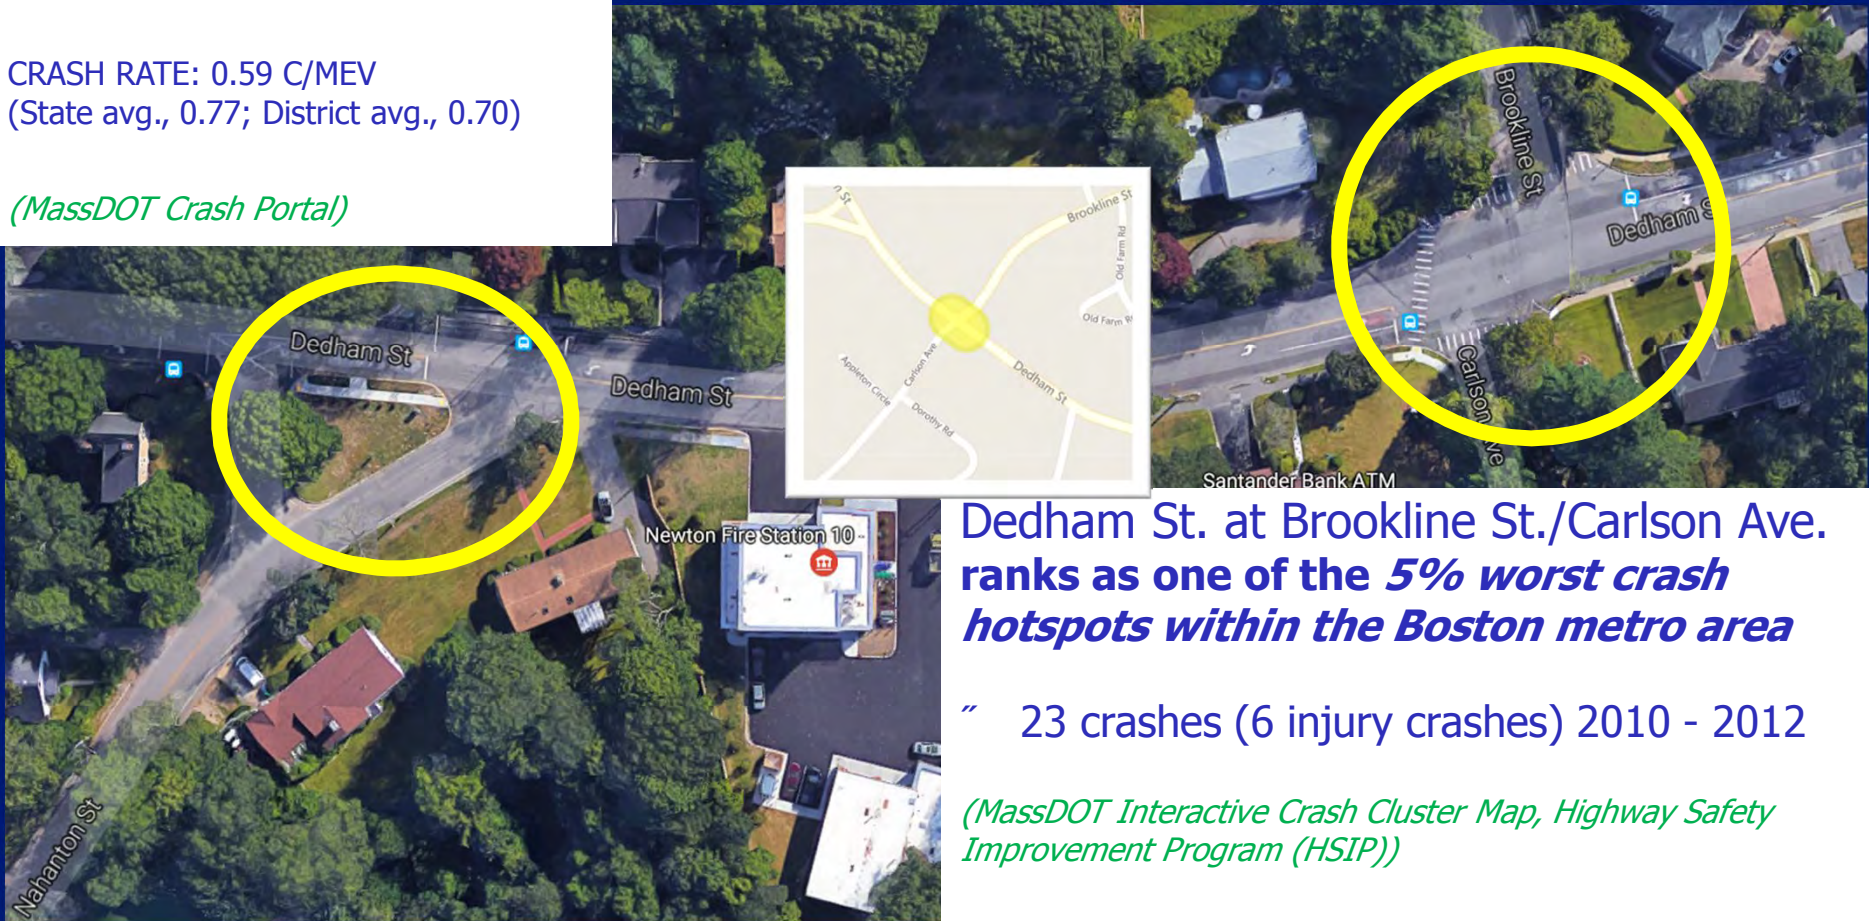 CRASH RATE: 0.59 C/MEV
(State avg., 0.77; District avg., 0.70)
(MassDOT Crash Portal)
Dedham St
Dedham St
Newton Fire Station 10
Nahanton St
n St
Brookline St
Old Farm Rd
Old Farm R
Carlson Ave
Appleton Circle
Dorothy Rd
Dedham St
Brookline St
Dedham S
Carlson Ave
Santander Bank ATM
Dedham St. at Brookline St./Carlson Ave.
ranks as one of the 5% worst crash
hotspots within the Boston metro area
˝ 23 crashes (6 injury crashes) 2010 - 2012
(MassDOT Interactive Crash Cluster Map, Highway Safety
Improvement Program (HSIP))